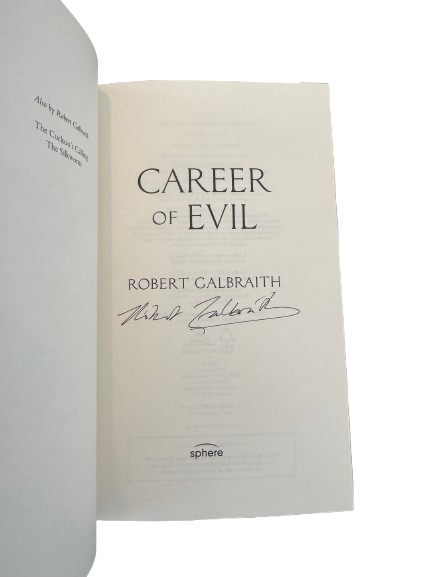 Also by Robert Galbraith
The Cuckoo's Calling
The Silkworm
CAREER
OF EVIL
ROBERT GALBRAITH
Robert Galbraith
sphere